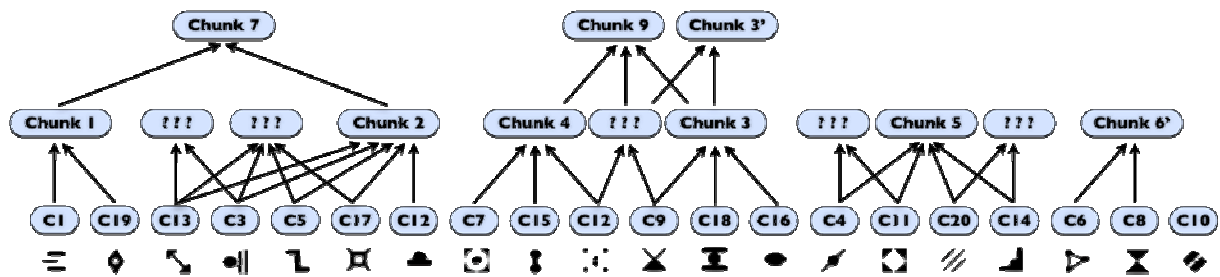 Chunk 7 Chunk 9 Chunk 3’
Chunk 1 ??? ??? Chunk 2 Chunk 4 ??? Chunk 3 ??? Chunk 5 ??? Chunk 6’
C1 C19 C13 C3 C5 C17 C12 C7 C15 C12 C9 C18 C16 C4 C11 C20 C14 C6 C8 C10